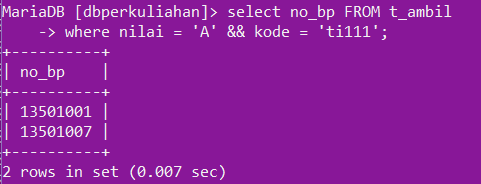 MariaDB [dbperkuliahan]> select no_bp FROM t_ambil
    -> where nilai = 'A' && kode = 'ti111';
+----------+
| no_bp    |
+----------+
| 13501001 |
| 13501007 |
+----------+
2 rows in set (0.007 sec)